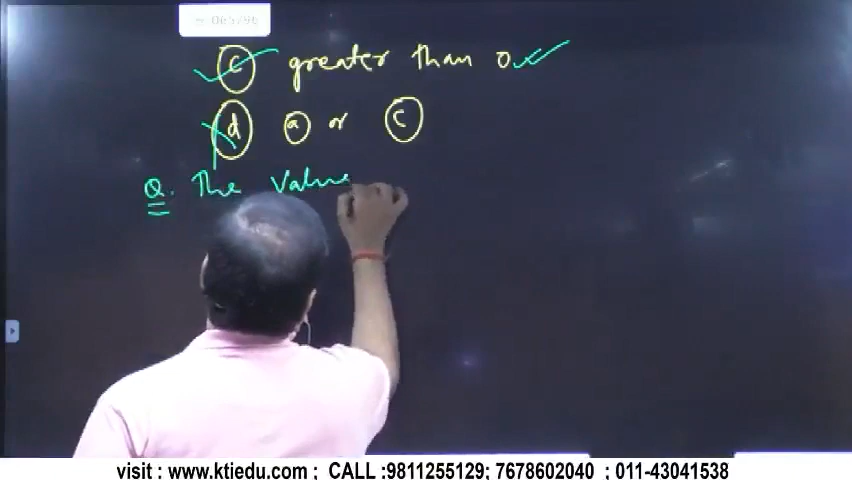 (c) greater than 0
(d) (a) or (c)
Q. The Value
visit : www.ktiedu.com ; CALL :9811255129; 7678602040 ; 011-43041538